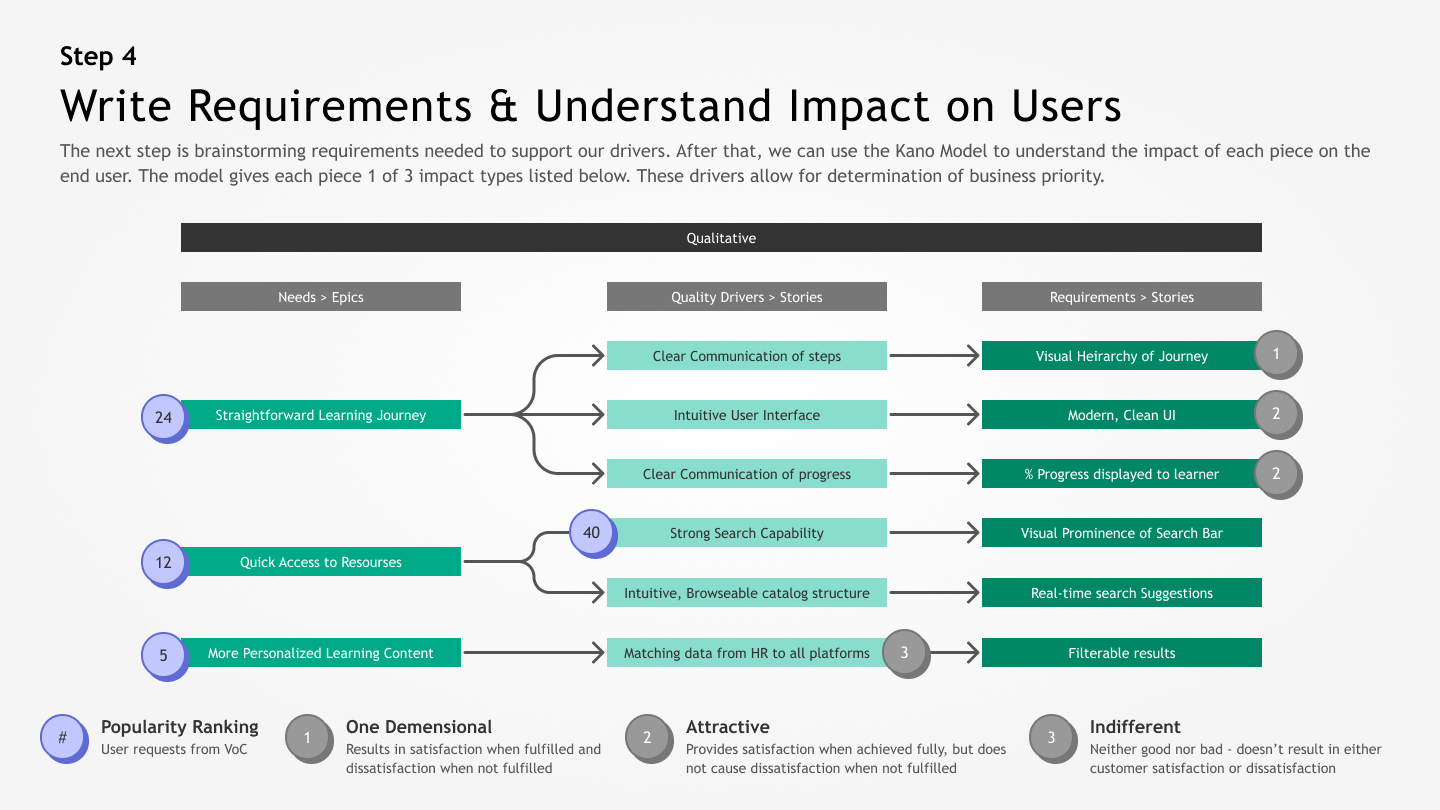 Step 4
Write Requirements & Understand Impact on Users
The next step is brainstorming requirements needed to support our drivers. After that, we can use the Kano Model to understand the impact of each piece on the
end user. The model gives each piece 1 of 3 impact types listed below. These drivers allow for determination of business priority.
Qualitative
Needs > Epics
Quality Drivers > Stories
Requirements > Stories
Clear Communication of steps
Visual Heirarchy of Journey
1
24
Straightforward Learning Journey
Intuitive User Interface
Modern, Clean UI
2
Clear Communication of progress
% Progress displayed to learner
2
40
Strong Search Capability
Visual Prominence of Search Bar
12
Quick Access to Resourses
Intuitive, Browseable catalog structure
Real-time search Suggestions
5
More Personalized Learning Content
Matching data from HR to all platforms
3
Filterable results
#
Popularity Ranking
User requests from VoC
1
One Demensional
Results in satisfaction when fulfilled and
dissatisfaction when not fulfilled
2
Attractive
Provides satisfaction when achieved fully, but does
not cause dissatisfaction when not fulfilled
3
Indifferent
Neither good nor bad - doesn't result in either
customer satisfaction or dissatisfaction